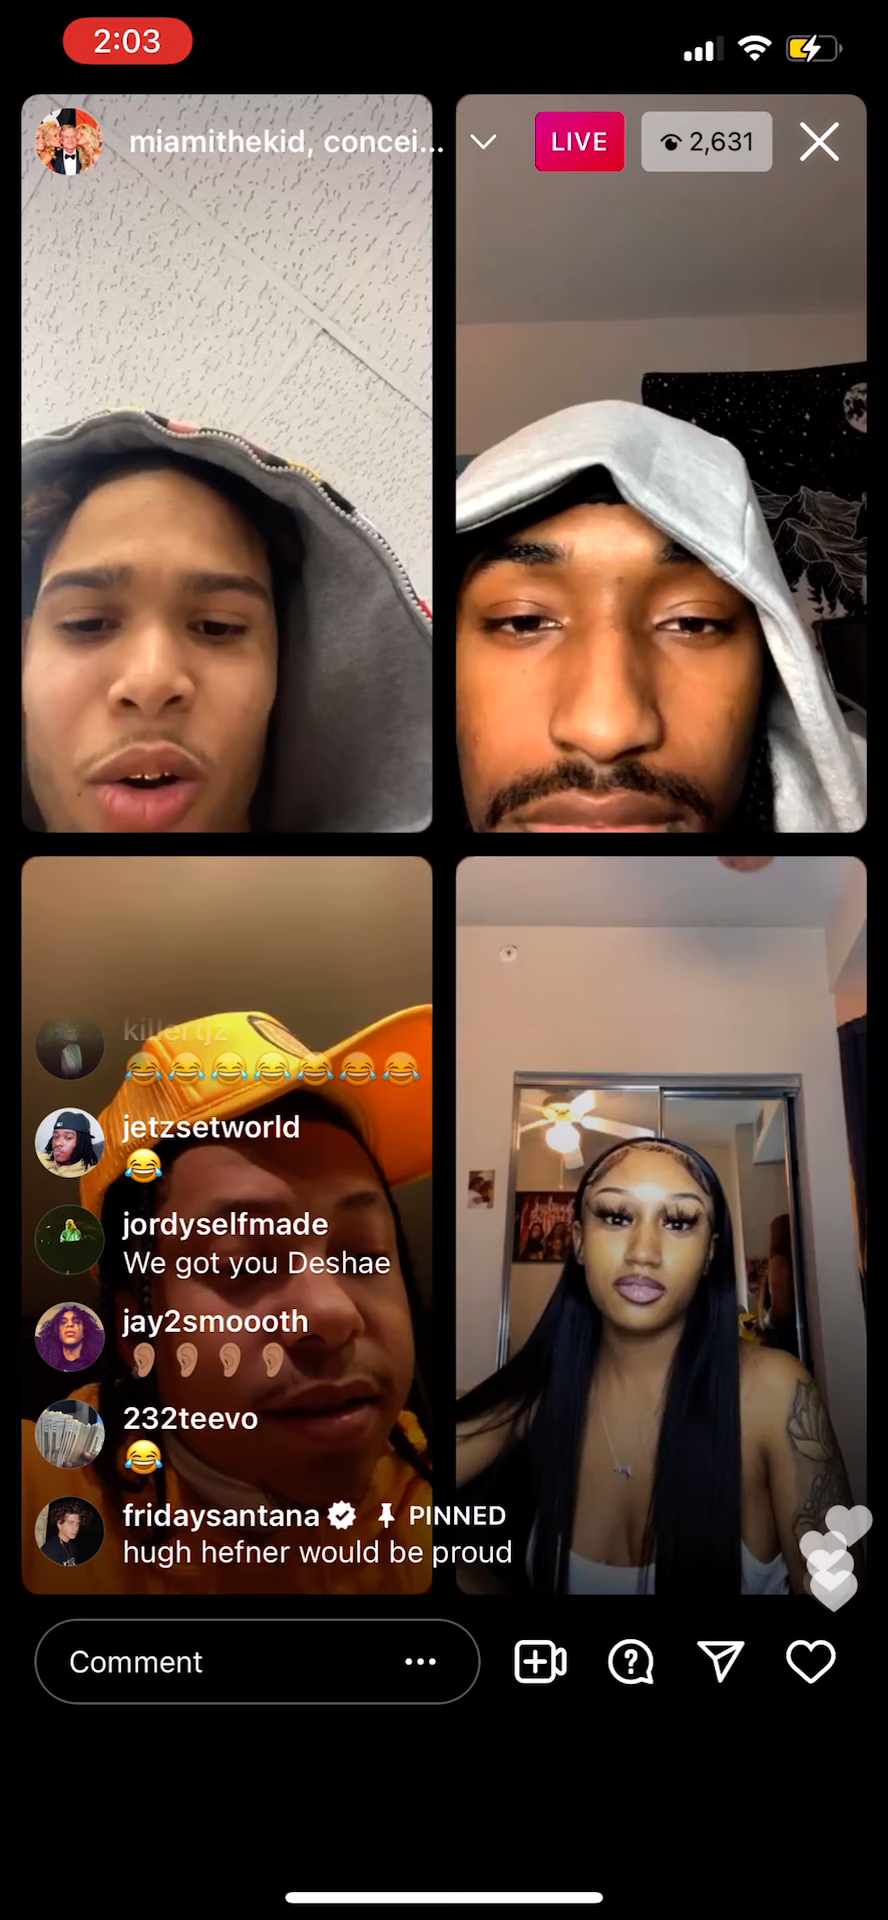 2:03
miamithekid, concei...
LIVE
2,631
killertjz
😂😂😂😂😂😂😂
jetzsetworld
😂
jordyselfmade
We got you Deshae
jay2smoooth
👂🏽👂🏽👂🏽👂🏽
232teevo
😂
fridaysantana PINNED
hugh hefner would be proud
Comment